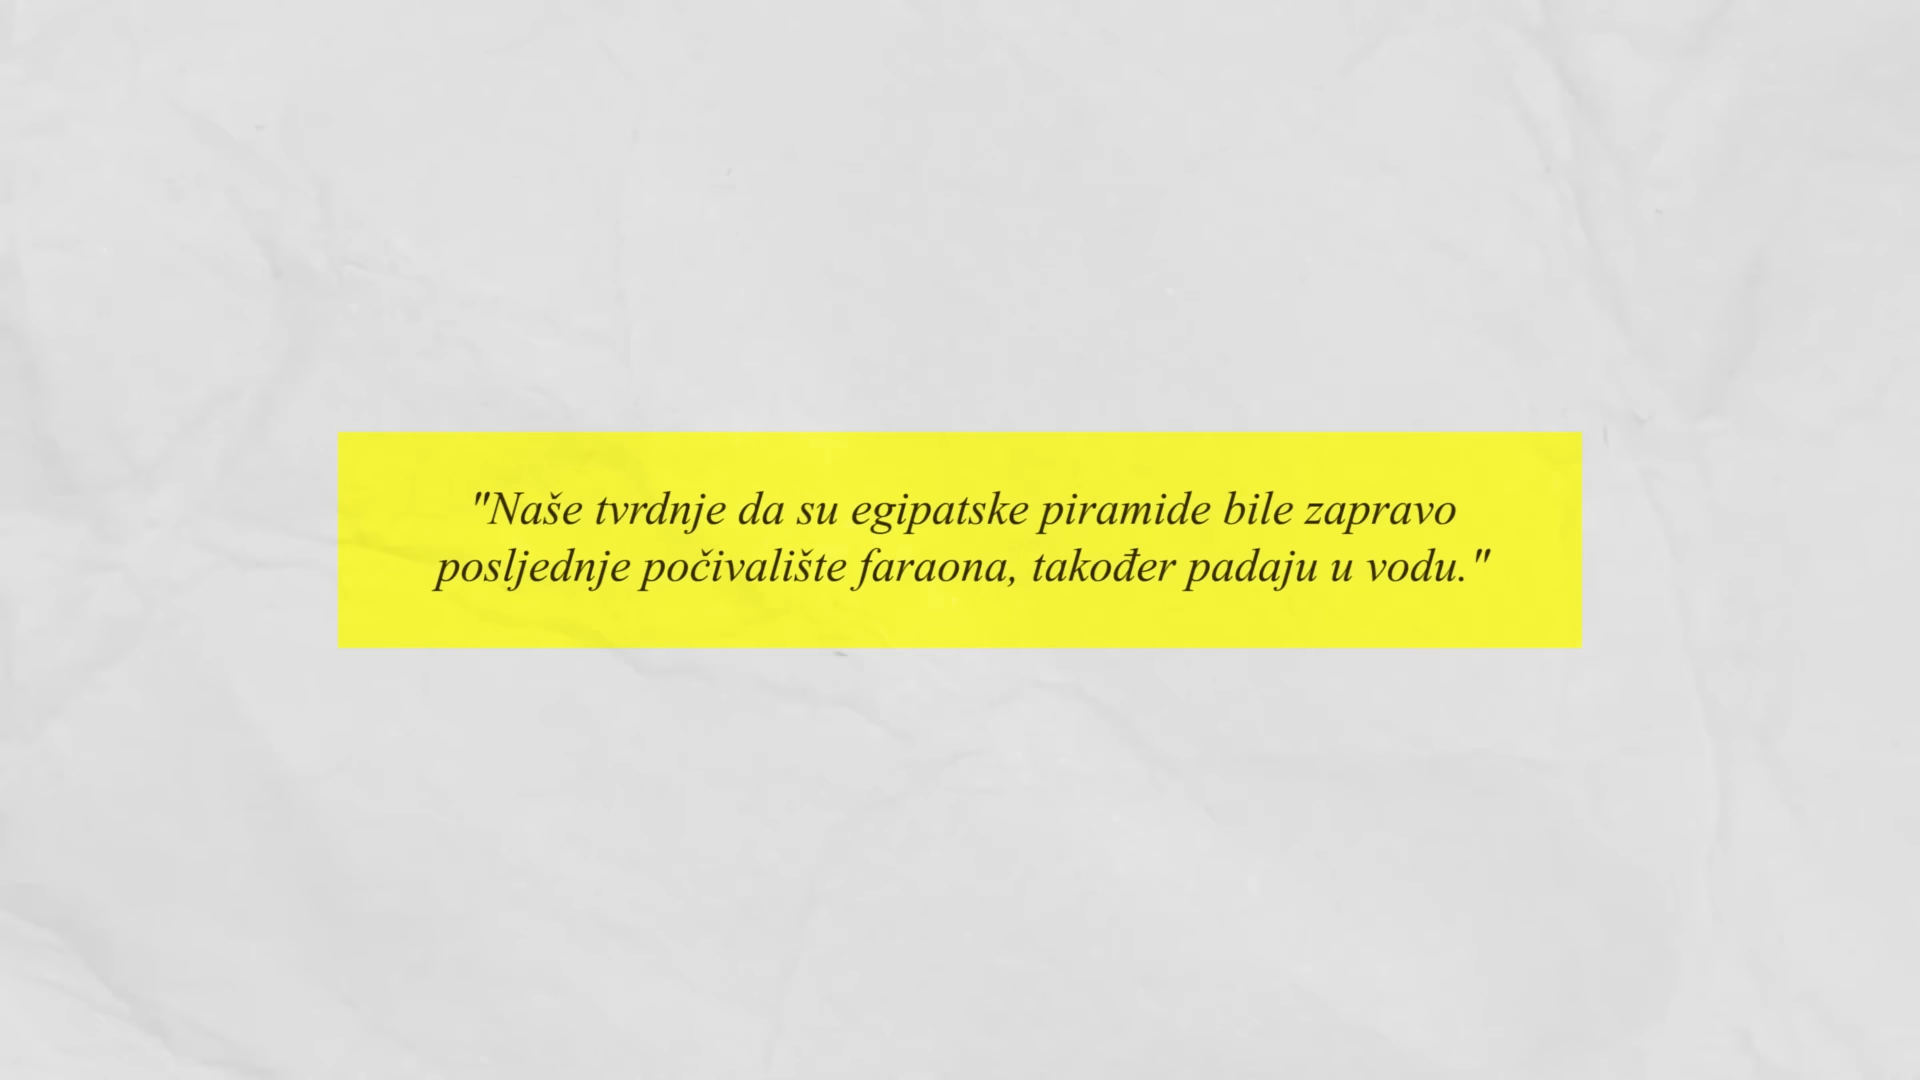 "Naše tvrdnje da su egipatske piramide bile zapravo
posljednje počivalište faraona, također padaju u vodu."